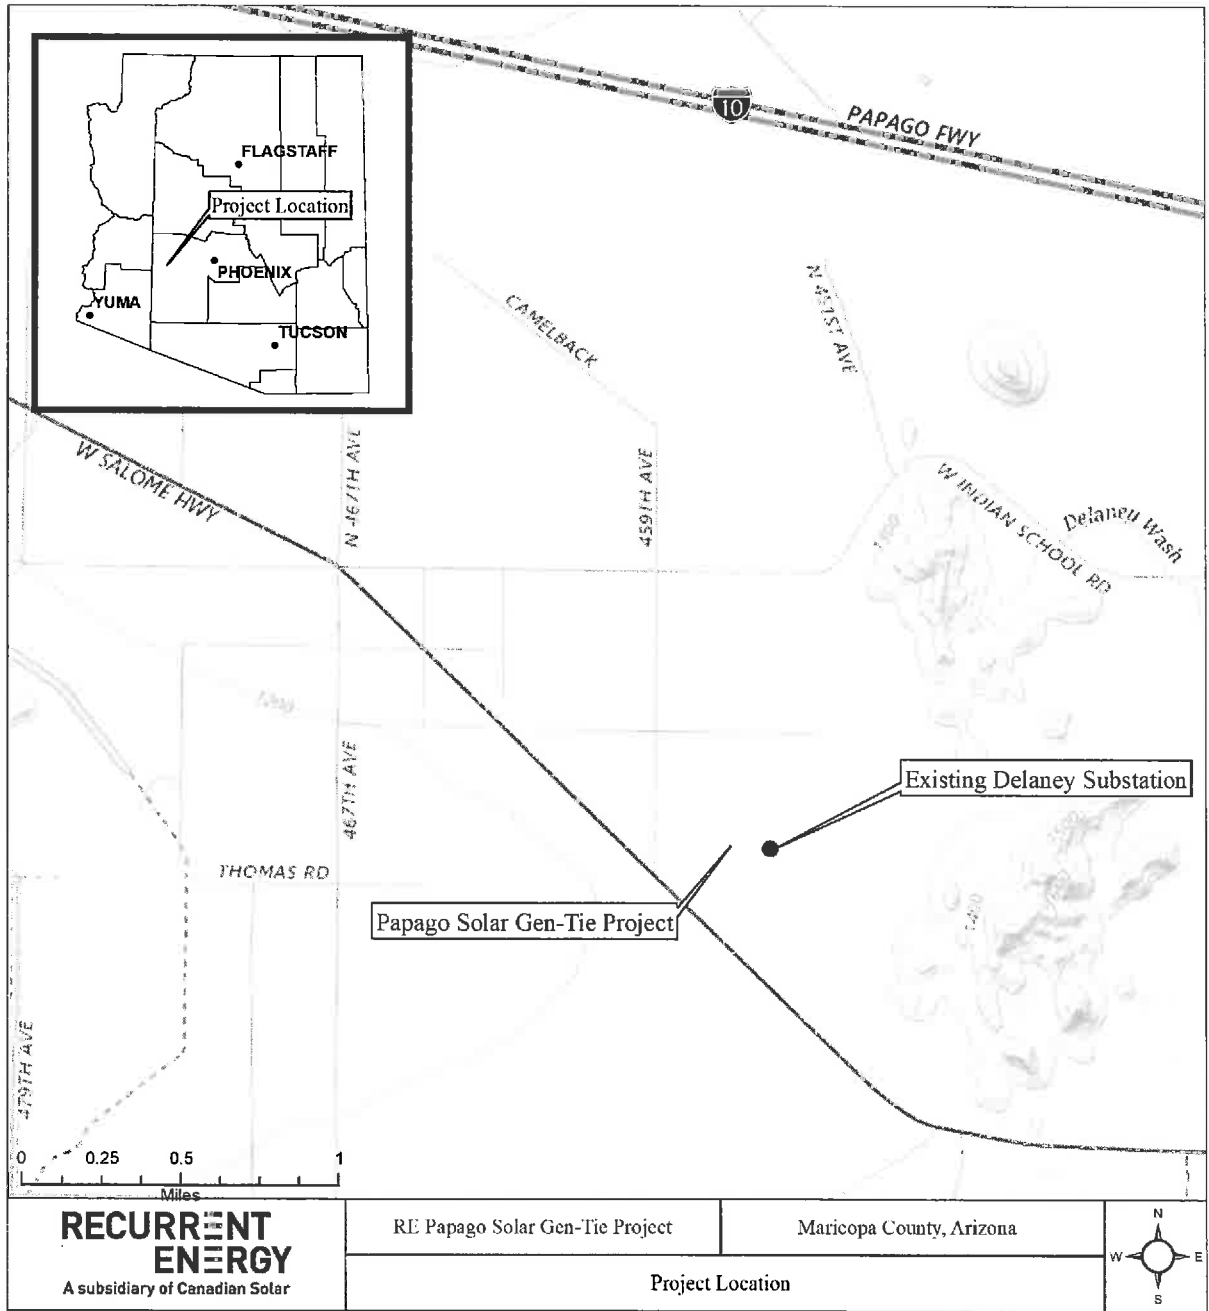 10
PAPAGO FWY
FLAGSTAFF
Project Location
PHOENIX
YUMA
TUCSON
CAMELBACK
N 451ST AVE
W SALOME HWY
N 467TH AVE
459TH AVE
W INDIAN SCHOOL RD
Delaney Wash
1200
467TH AVE
Existing Delaney Substation
THOMAS RD
Papago Solar Gen-Tie Project
1400
479TH AVE
0 0.25 0.5 1
Miles
RECURRENT
ENERGY
A subsidiary of Canadian Solar
RE Papago Solar Gen-Tie Project
Maricopa County, Arizona
Project Location
N
W E
S